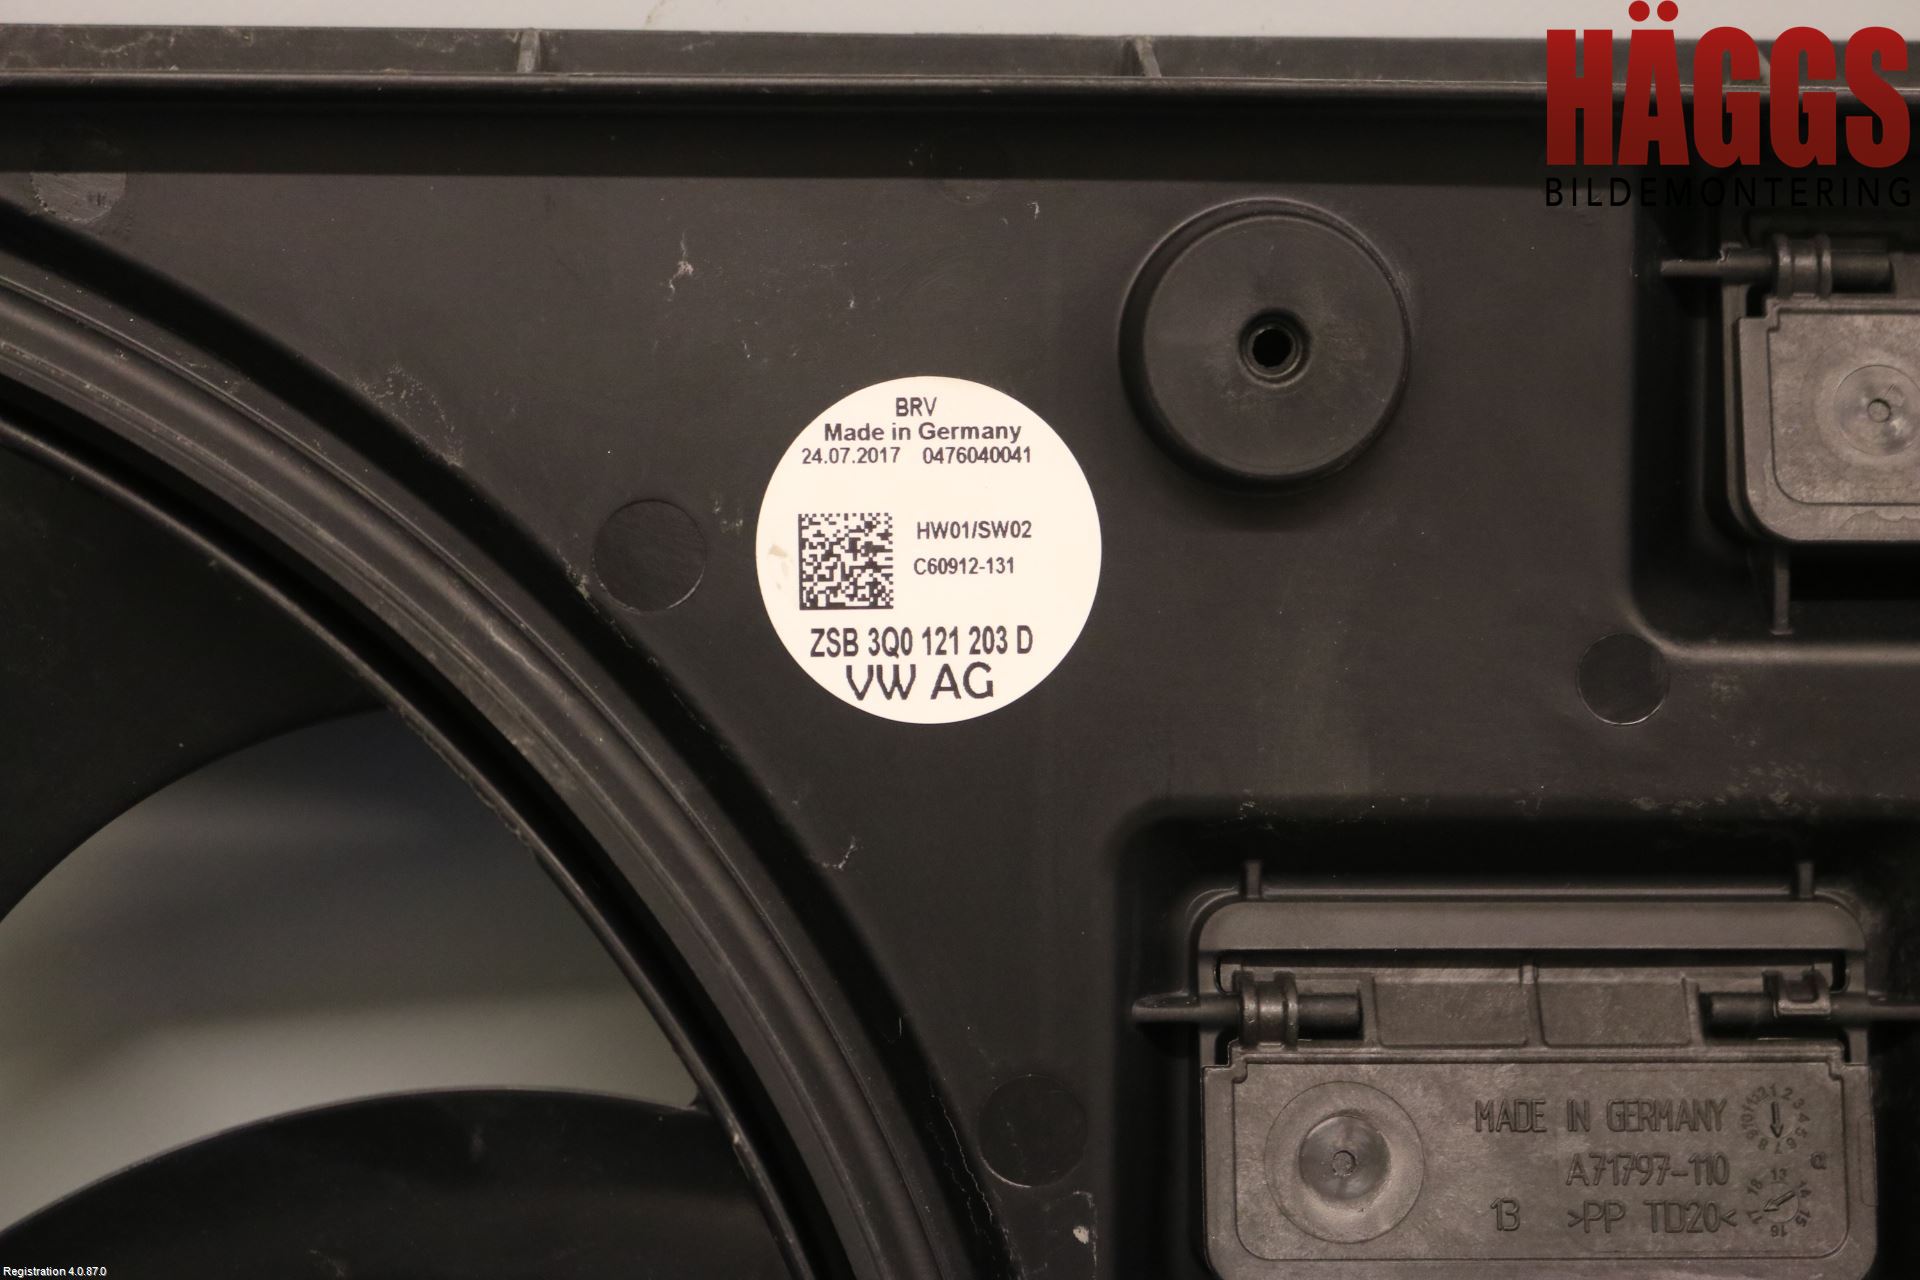 HÄGGS
BILDEMONTERING
BRV
Made in Germany
24.07.2017 0476040041
HW01/SW02
C60912-131
ZSB 3Q0 121 203 D
VW AG
MADE IN GERMANY
A71797-110
13 >PP TD20<
Registration 4.0.87.0